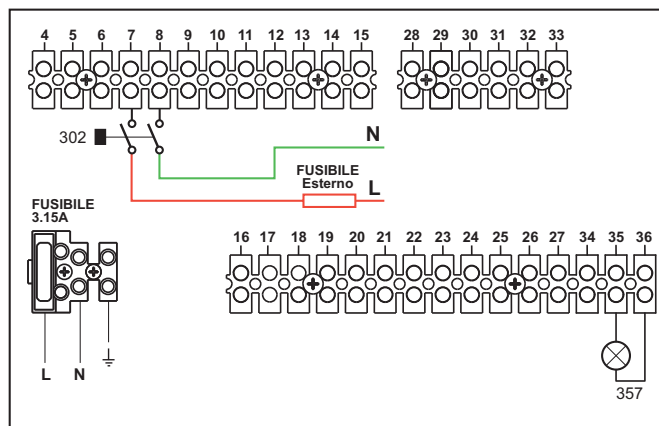 4 5 6 7 8 9 10 11 12 13 14 15
28 29 30 31 32 33
302
N
FUSIBILE
Esterno
L
FUSIBILE
3.15A
16 17 18 19 20 21 22 23 24 25 26 27 34 35 36
L N
357